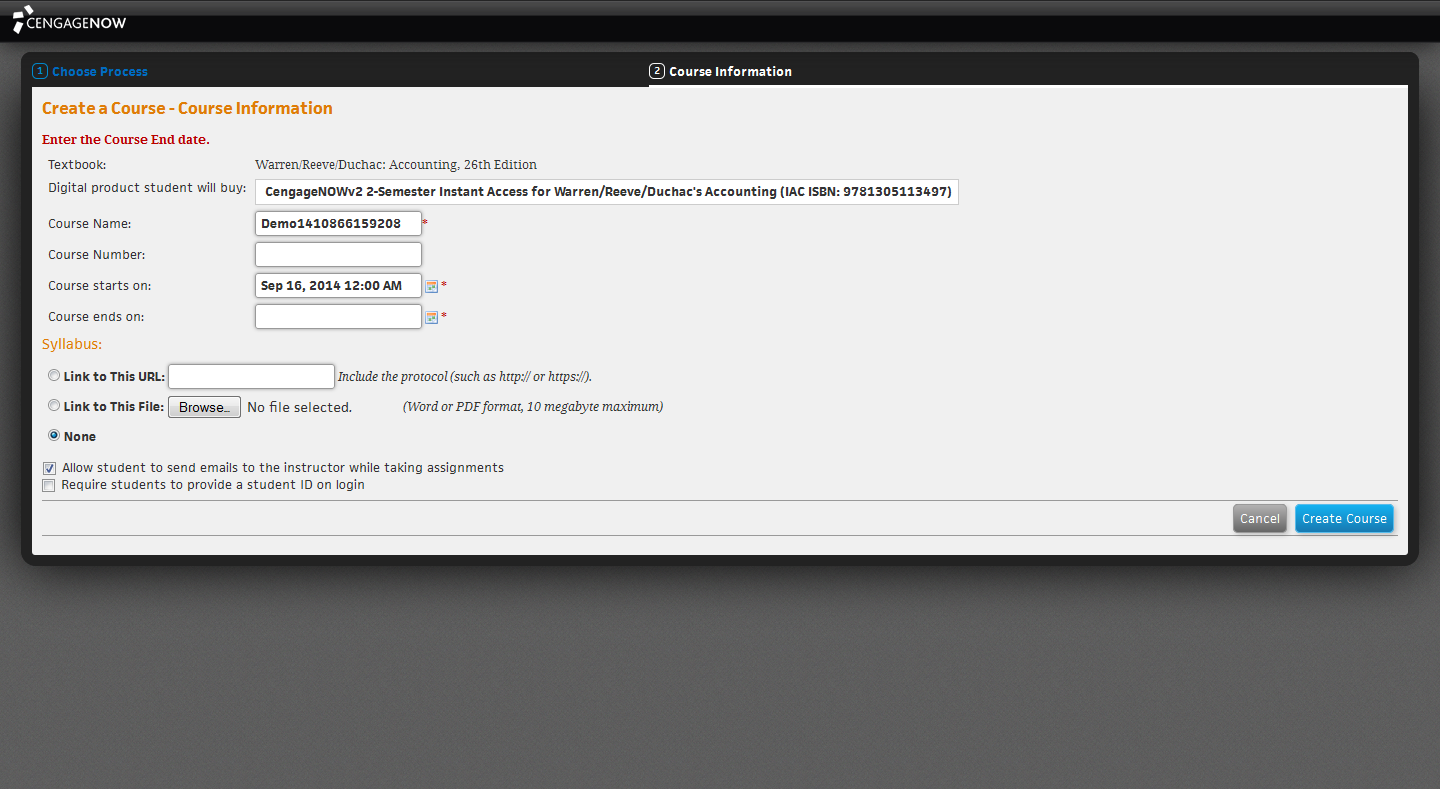 CENGAGENOW
1 Choose Process
2 Course Information
Create a Course - Course Information
Enter the Course End date.
Textbook: Warren/Reeve/Duchac: Accounting, 26th Edition
Digital product student will buy: CengageNOWv2 2-Semester Instant Access for Warren/Reeve/Duchac's Accounting (IAC ISBN: 9781305113497)
Course Name: Demo1410866159208 *
Course Number:
Course starts on: Sep 16, 2014 12:00 AM *
Course ends on: *
Syllabus:
Link to This URL: Include the protocol (such as http:// or https://).
Link to This File: Browse... No file selected. (Word or PDF format, 10 megabyte maximum)
None
Allow student to send emails to the instructor while taking assignments
Require students to provide a student ID on login
Cancel Create Course